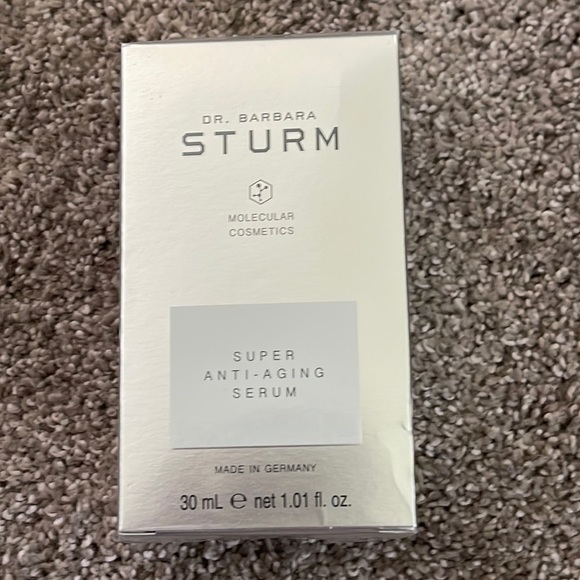 DR. BARBARA
STURM
MOLECULAR
COSMETICS
SUPER
ANTI-AGING
SERUM
MADE IN GERMANY
30 mL ℮ net 1.01 fl. oz.